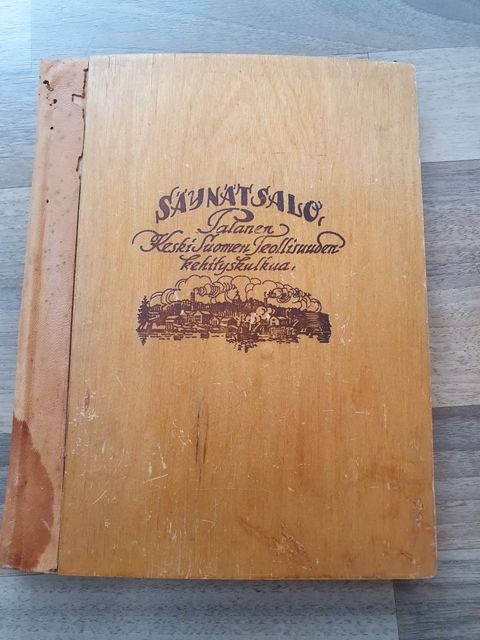 SÄYNÄTSALO,
Palanen
Keski Suomen Teollisuuden
kehityskulkua,